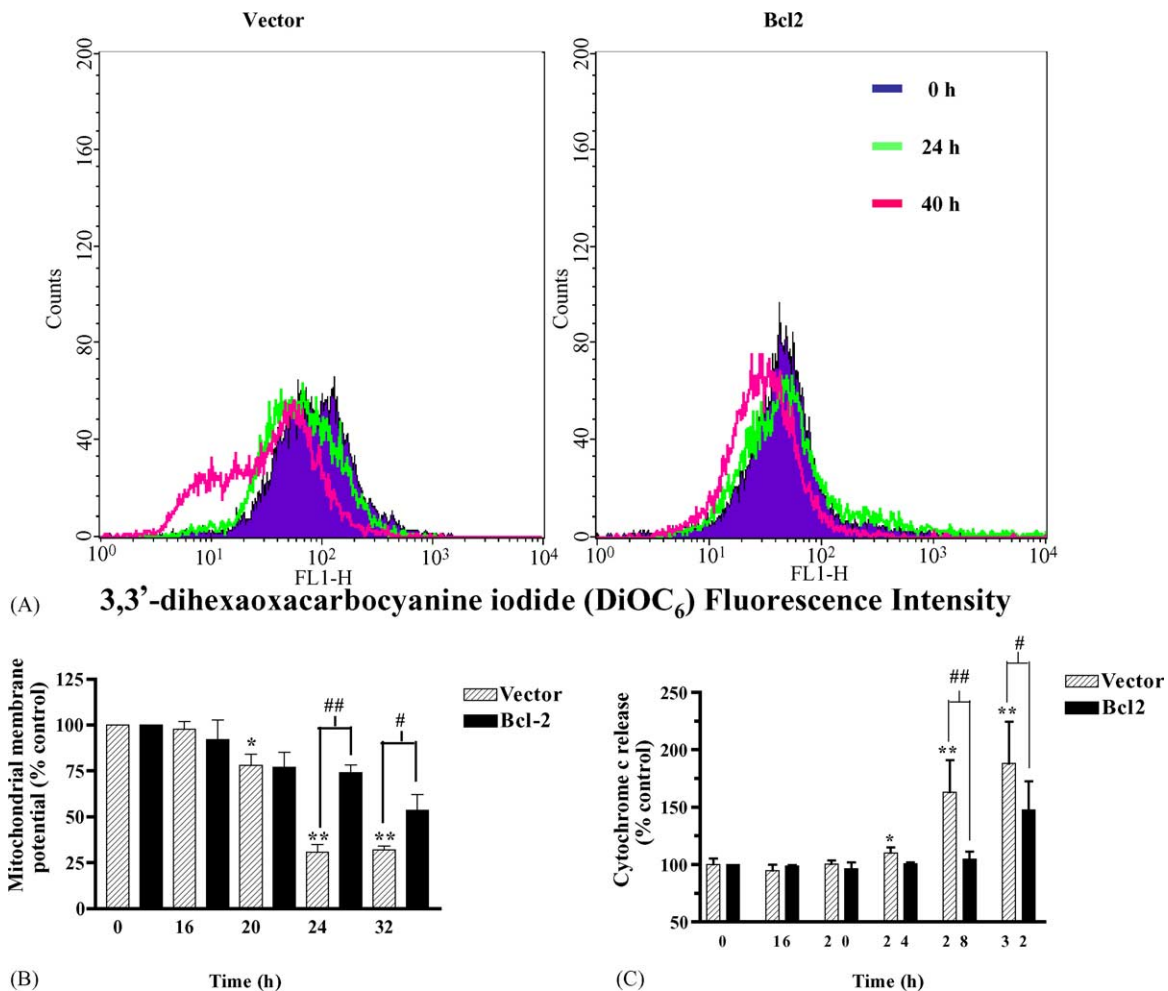 Vector
Bcl2
200
160
120
80
40
0
Counts
10⁰ 10¹ 10² 10³ 10⁴
FL1-H
200
160
120
80
40
0
Counts
10⁰ 10¹ 10² 10³ 10⁴
FL1-H
0 h
24 h
40 h
(A) 3,3’-dihexaoxacarbocyanine iodide (DiOC₆) Fluorescence Intensity
Mitochondrial membrane
potential (% control)
125
100
75
50
25
0
*
**
##
**
#
Vector
Bcl-2
0 16 20 24 32
(B) Time (h)
Cytochrome c release
(% control)
250
200
150
100
50
*
**
##
**
#
Vector
Bcl2
0 16 2 0 2 4 2 8 3 2
(C) Time (h)